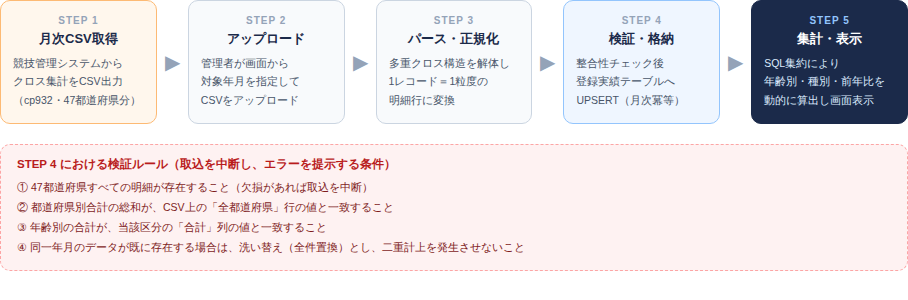 STEP 1
月次CSV取得
競技管理システムから
クロス集計をCSV出力
（cp932・47都道府県分）
STEP 2
アップロード
管理者が画面から
対象年月を指定して
CSVをアップロード
STEP 3
パース・正規化
多重クロス構造を解体し
1レコード＝1粒度の
明細行に変換
STEP 4
検証・格納
整合性チェック後
登録実績テーブルへ
UPSERT（月次冪等）
STEP 5
集計・表示
SQL集約により
年齢別・種別・前年比を
動的に算出し画面表示
STEP 4 における検証ルール（取込を中断し、エラーを提示する条件）
① 47都道府県すべての明細が存在すること（欠損があれば取込を中断）
② 都道府県別合計の総和が、CSV上の「全都道府県」行の値と一致すること
③ 年齢別の合計が、当該区分の「合計」列の値と一致すること
④ 同一年月のデータが既に存在する場合は、洗い替え（全件置換）とし、二重計上を発生させないこと